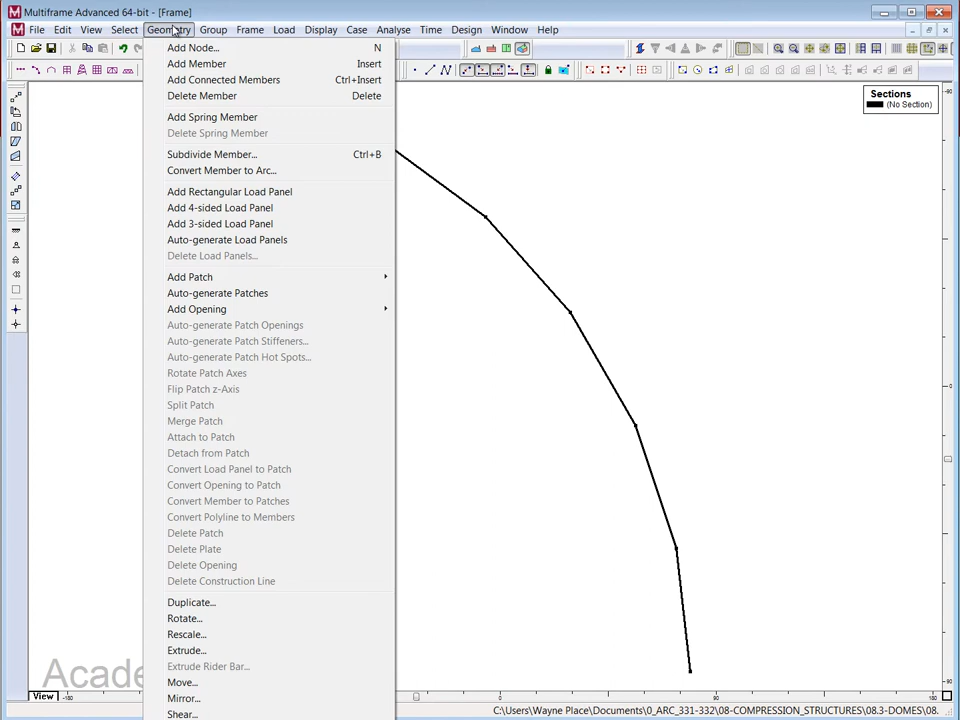 Multiframe Advanced 64-bit - [Frame]
File Edit View Select Geometry Group Frame Load Display Case Analyse Time Design Window Help
Add Node... N
Add Member Insert
Add Connected Members Ctrl+Insert
Delete Member Delete
Add Spring Member
Delete Spring Member
Subdivide Member... Ctrl+B
Convert Member to Arc...
Add Rectangular Load Panel
Add 4-sided Load Panel
Add 3-sided Load Panel
Auto-generate Load Panels
Delete Load Panels...
Add Patch
Auto-generate Patches
Add Opening
Auto-generate Patch Openings
Auto-generate Patch Stiffeners...
Auto-generate Patch Hot Spots...
Rotate Patch Axes
Flip Patch z-Axis
Split Patch
Merge Patch
Attach to Patch
Detach from Patch
Convert Load Panel to Patch
Convert Opening to Patch
Convert Member to Patches
Convert Polyline to Members
Delete Patch
Delete Plate
Delete Opening
Delete Construction Line
Duplicate...
Rotate...
Rescale...
Extrude...
Extrude Rider Bar...
Move...
Mirror...
Shear...
Sections
(No Section)
Acade
View
0 90
C:\Users\Wayne Place\Documents\0_ARC_331-332\08-COMPRESSION_STRUCTURES\08.3-DOMES\08.